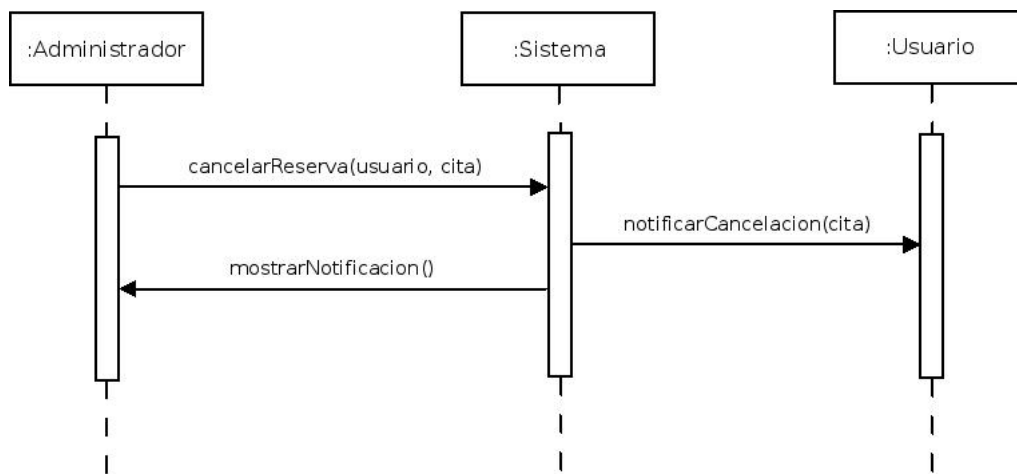 :Administrador
:Sistema
:Usuario
cancelarReserva(usuario, cita)
notificarCancelacion(cita)
mostrarNotificacion()